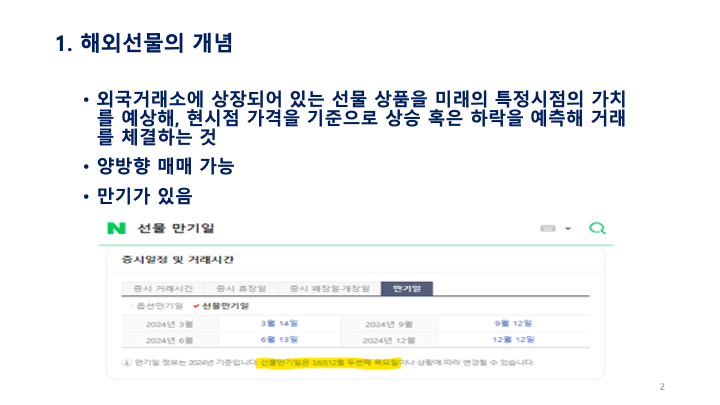 1. 해외선물의 개념
• 외국거래소에 상장되어 있는 선물 상품을 미래의 특정시점의 가치
를 예상해, 현시점 가격을 기준으로 상승 혹은 하락을 예측해 거래
를 체결하는 것
• 양방향 매매 가능
• 만기가 있음
N 선물 만기일
증시일정 및 거래시간
증시 거래시간 증시 휴장일 증시 폐장일·개장일 만기일
옵션만기일 선물만기일
2024년 3월 3월 14일 2024년 9월 9월 12일
2024년 6월 6월 13일 2024년 12월 12월 12일
만기일 정보는 2024년 기준입니다. 선물만기일은 3,6,9,12월 두번째 목요일이나 상황에 따라 변경될 수 있습니다.
2